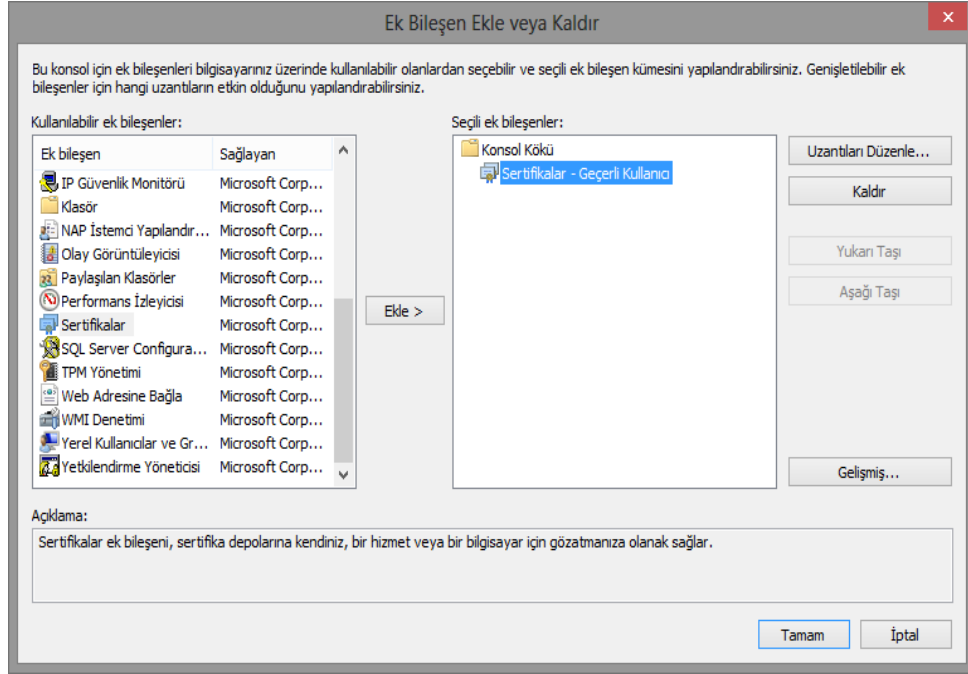 Ek Bileşen Ekle veya Kaldır
x
Bu konsol için ek bileşenleri bilgisayarınız üzerinde kullanılabilir olanlardan seçebilir ve seçili ek bileşen kümesini yapılandırabilirsiniz. Genişletilebilir ek
bileşenler için hangi uzantıların etkin olduğunu yapılandırabilirsiniz.
Kullanılabilir ek bileşenler:
Ek bileşen Sağlayan
IP Güvenlik Monitörü Microsoft Corp...
Klasör Microsoft Corp...
NAP İstemci Yapılandır... Microsoft Corp...
Olay Görüntüleyicisi Microsoft Corp...
Paylaşılan Klasörler Microsoft Corp...
Performans İzleyicisi Microsoft Corp...
Sertifikalar Microsoft Corp...
SQL Server Configura... Microsoft Corp...
TPM Yönetimi Microsoft Corp...
Web Adresine Bağla Microsoft Corp...
WMI Denetimi Microsoft Corp...
Yerel Kullanıcılar ve Gr... Microsoft Corp...
Yetkilendirme Yöneticisi Microsoft Corp...
Ekle >
Seçili ek bileşenler:
Konsol Kökü
Sertifikalar - Geçerli Kullanıcı
Uzantıları Düzenle...
Kaldır
Yukarı Taşı
Aşağı Taşı
Gelişmiş...
Açıklama:
Sertifikalar ek bileşeni, sertifika depolarına kendiniz, bir hizmet veya bir bilgisayar için gözatmanıza olanak sağlar.
Tamam
İptal